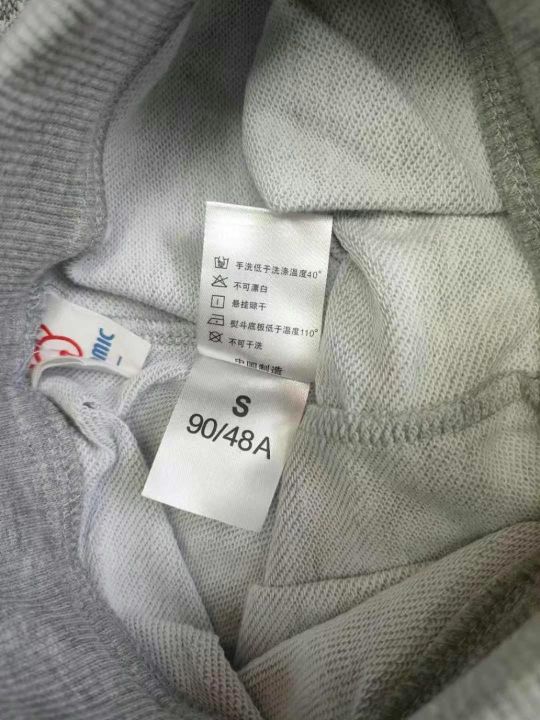 手洗低于洗涤温度40°
不可漂白
悬挂晾干
熨斗底板低于温度110°
不可干洗
中国制造
S
90/48A
MIC